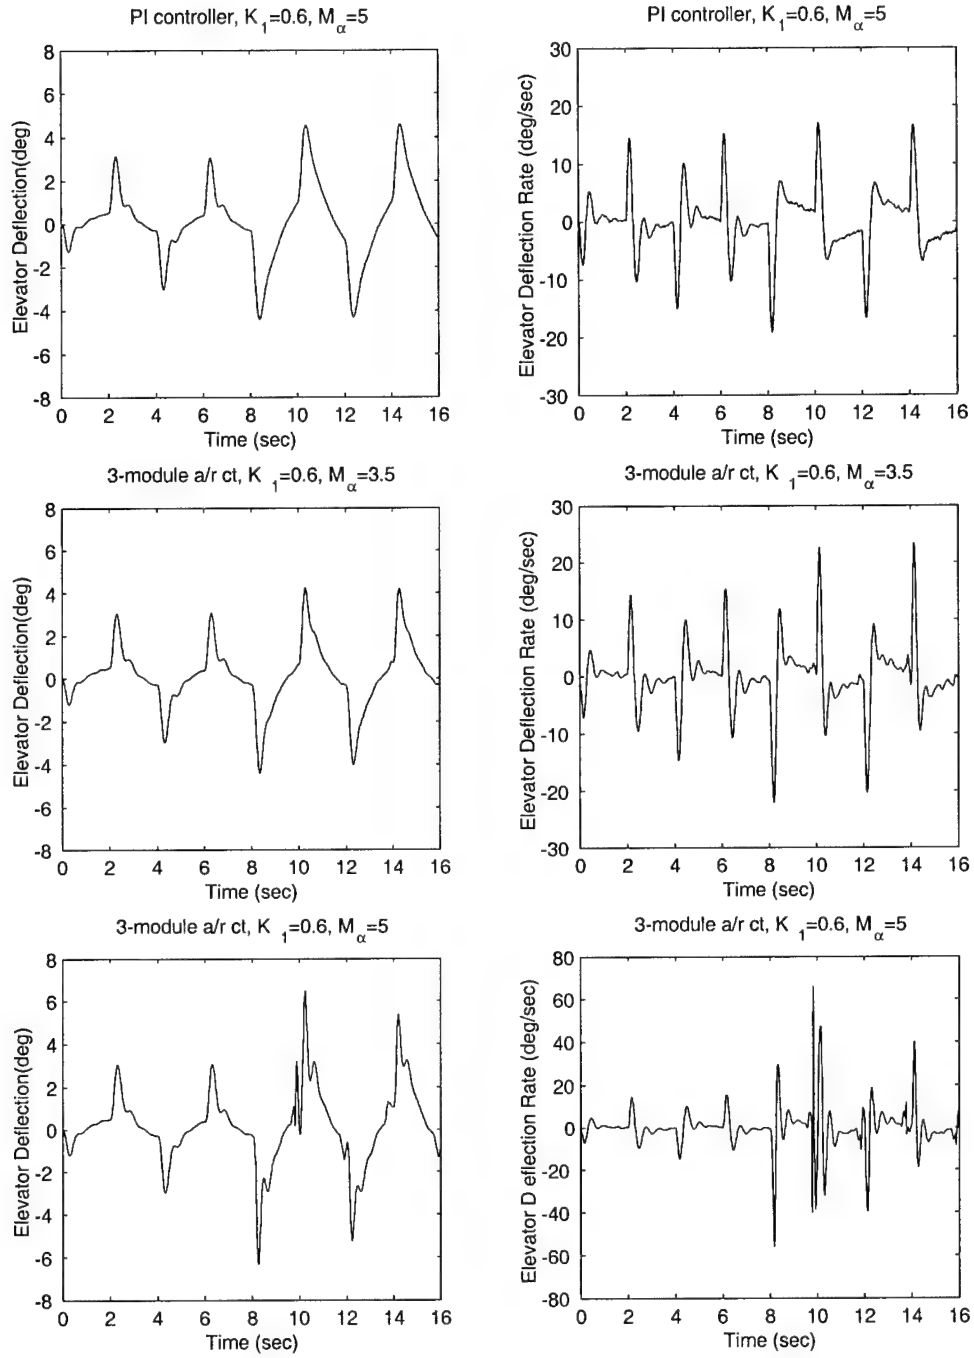 PI controller, K1=0.6, Mα=5
8
6
4
2
0
-2
-4
-6
-8
Elevator Deflection(deg)
0 2 4 6 8 10 12 14 16
Time (sec)
PI controller, K1=0.6, Mα=5
30
20
10
0
-10
-20
-30
Elevator Deflection Rate (deg/sec)
0 2 4 6 8 10 12 14 16
Time (sec)
3-module a/r ct, K 1=0.6, Mα=3.5
8
6
4
2
0
-2
-4
-6
-8
Elevator Deflection(deg)
0 2 4 6 8 10 12 14 16
Time (sec)
3-module a/r ct, K 1=0.6, Mα=3.5
30
20
10
0
-10
-20
-30
Elevator Deflection Rate (deg/sec)
0 2 4 6 8 10 12 14 16
Time (sec)
3-module a/r ct, K 1=0.6, Mα=5
8
6
4
2
0
-2
-4
-6
-8
Elevator Deflection(deg)
0 2 4 6 8 10 12 14 16
Time (sec)
3-module a/r ct, K 1=0.6, Mα=5
80
60
40
20
0
-20
-40
-60
-80
Elevator D eflection Rate (deg/sec)
0 2 4 6 8 10 12 14 16
Time (sec)